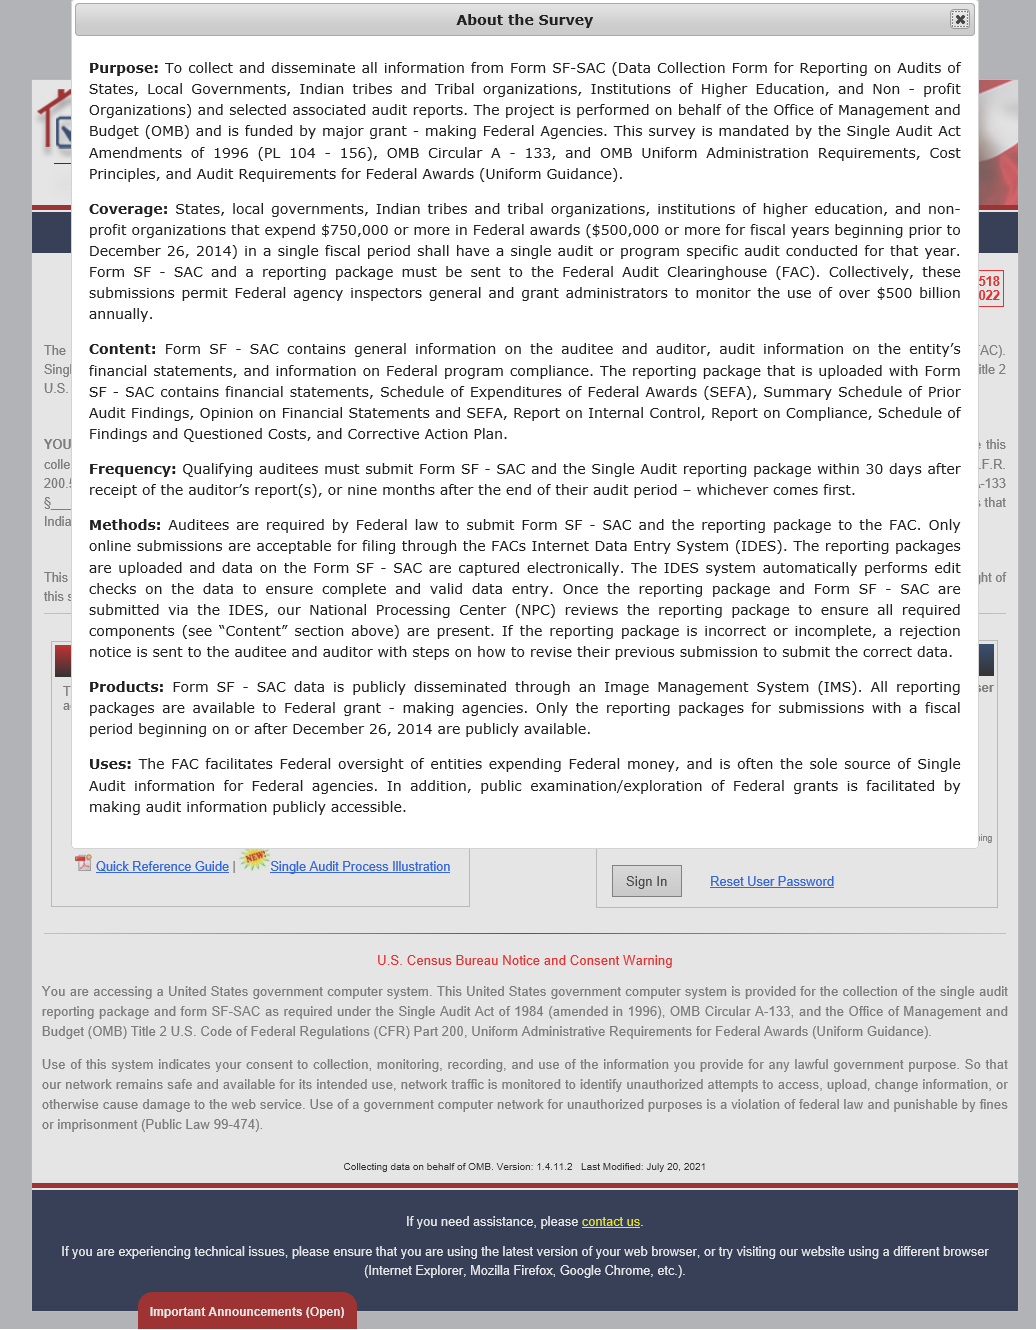 About the Survey
Purpose: To collect and disseminate all information from Form SF-SAC (Data Collection Form for Reporting on Audits of
States, Local Governments, Indian tribes and Tribal organizations, Institutions of Higher Education, and Non - profit
Organizations) and selected associated audit reports. The project is performed on behalf of the Office of Management and
Budget (OMB) and is funded by major grant - making Federal Agencies. This survey is mandated by the Single Audit Act
Amendments of 1996 (PL 104 - 156), OMB Circular A - 133, and OMB Uniform Administration Requirements, Cost
Principles, and Audit Requirements for Federal Awards (Uniform Guidance).
Coverage: States, local governments, Indian tribes and tribal organizations, institutions of higher education, and non-
profit organizations that expend $750,000 or more in Federal awards ($500,000 or more for fiscal years beginning prior to
December 26, 2014) in a single fiscal period shall have a single audit or program specific audit conducted for that year.
Form SF - SAC and a reporting package must be sent to the Federal Audit Clearinghouse (FAC). Collectively, these
submissions permit Federal agency inspectors general and grant administrators to monitor the use of over $500 billion
annually.
Content: Form SF - SAC contains general information on the auditee and auditor, audit information on the entity’s
financial statements, and information on Federal program compliance. The reporting package that is uploaded with Form
SF - SAC contains financial statements, Schedule of Expenditures of Federal Awards (SEFA), Summary Schedule of Prior
Audit Findings, Opinion on Financial Statements and SEFA, Report on Internal Control, Report on Compliance, Schedule of
Findings and Questioned Costs, and Corrective Action Plan.
Frequency: Qualifying auditees must submit Form SF - SAC and the Single Audit reporting package within 30 days after
receipt of the auditor’s report(s), or nine months after the end of their audit period – whichever comes first.
Methods: Auditees are required by Federal law to submit Form SF - SAC and the reporting package to the FAC. Only
online submissions are acceptable for filing through the FACs Internet Data Entry System (IDES). The reporting packages
are uploaded and data on the Form SF - SAC are captured electronically. The IDES system automatically performs edit
checks on the data to ensure complete and valid data entry. Once the reporting package and Form SF - SAC are
submitted via the IDES, our National Processing Center (NPC) reviews the reporting package to ensure all required
components (see “Content” section above) are present. If the reporting package is incorrect or incomplete, a rejection
notice is sent to the auditee and auditor with steps on how to revise their previous submission to submit the correct data.
Products: Form SF - SAC data is publicly disseminated through an Image Management System (IMS). All reporting
packages are available to Federal grant - making agencies. Only the reporting packages for submissions with a fiscal
period beginning on or after December 26, 2014 are publicly available.
Uses: The FAC facilitates Federal oversight of entities expending Federal money, and is often the sole source of Single
Audit information for Federal agencies. In addition, public examination/exploration of Federal grants is facilitated by
making audit information publicly accessible.
518
022
The
AC).
U.S.
YOU
this
.F.R.
-133
§
that
India
This
of
this
Quick Reference Guide | NEW! Single Audit Process Illustration
Sign In
Reset User Password
U.S. Census Bureau Notice and Consent Warning
You are accessing a United States government computer system. This United States government computer system is provided for the collection of the single audit
reporting package and form SF-SAC as required under the Single Audit Act of 1984 (amended in 1996), OMB Circular A-133, and the Office of Management and
Budget (OMB) Title 2 U.S. Code of Federal Regulations (CFR) Part 200, Uniform Administrative Requirements for Federal Awards (Uniform Guidance).
Use of this system indicates your consent to collection, monitoring, recording, and use of the information you provide for any lawful government purpose. So that
our network remains safe and available for its intended use, network traffic is monitored to identify unauthorized attempts to access, upload, change information, or
otherwise cause damage to the web service. Use of a government computer network for unauthorized purposes is a violation of federal law and punishable by fines
or imprisonment (Public Law 99-474).
Collecting data on behalf of OMB. Version: 1.4.11.2 Last Modified: July 20, 2021
If you need assistance, please contact us.
If you are experiencing technical issues, please ensure that you are using the latest version of your web browser, or try visiting our website using a different browser
(Internet Explorer, Mozilla Firefox, Google Chrome, etc.).
Important Announcements (Open)